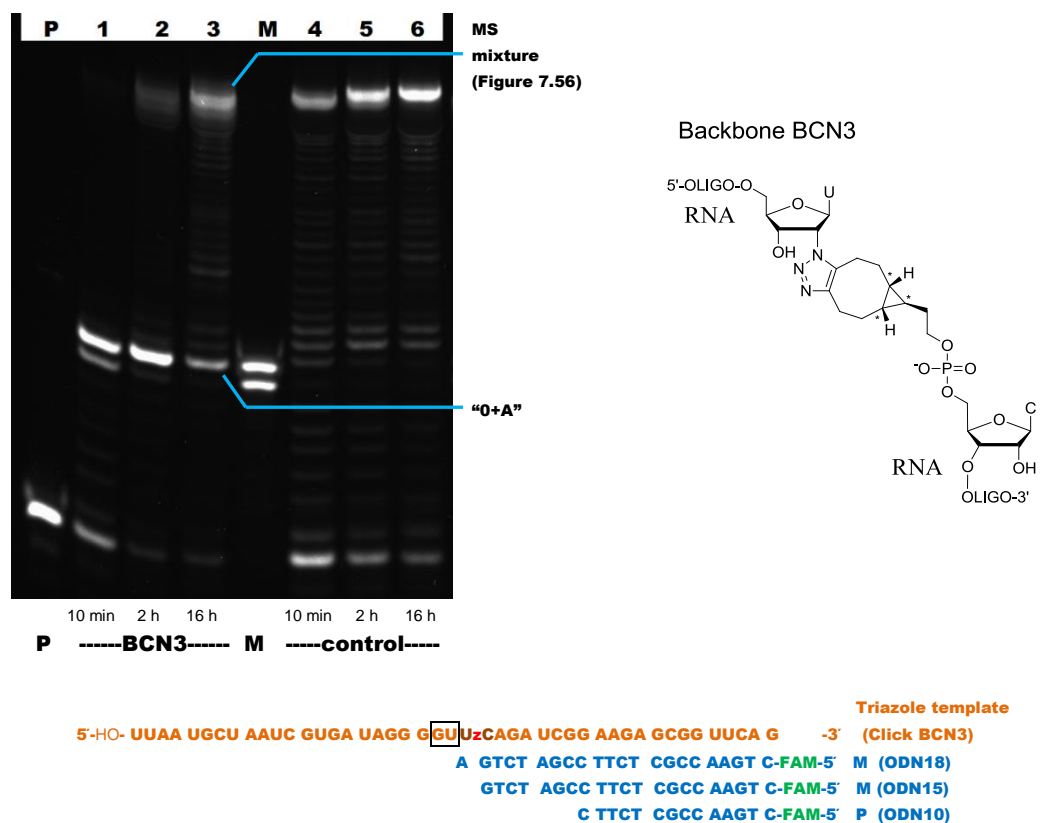 P 1 2 3 M 4 5 6
MS
mixture
(Figure 7.56)
"0+A"
10 min 2 h 16 h 10 min 2 h 16 h
P ------BCN3------ M -----control-----
Backbone BCN3
5'-OLIGO-O
U
O
RNA
OH
N
N
N
H
*
*
*
H
O
-O-P=O
O
C
O
RNA
O
OH
OLIGO-3'
Triazole template
5´-HO- UUAA UGCU AAUC GUGA UAGG G GU UzCAGA UCGG AAGA GCGG UUCA G -3´ (Click BCN3)
A GTCT AGCC TTCT CGCC AAGT C-FAM-5´ M (ODN18)
GTCT AGCC TTCT CGCC AAGT C-FAM-5´ M (ODN15)
C TTCT CGCC AAGT C-FAM-5´ P (ODN10)